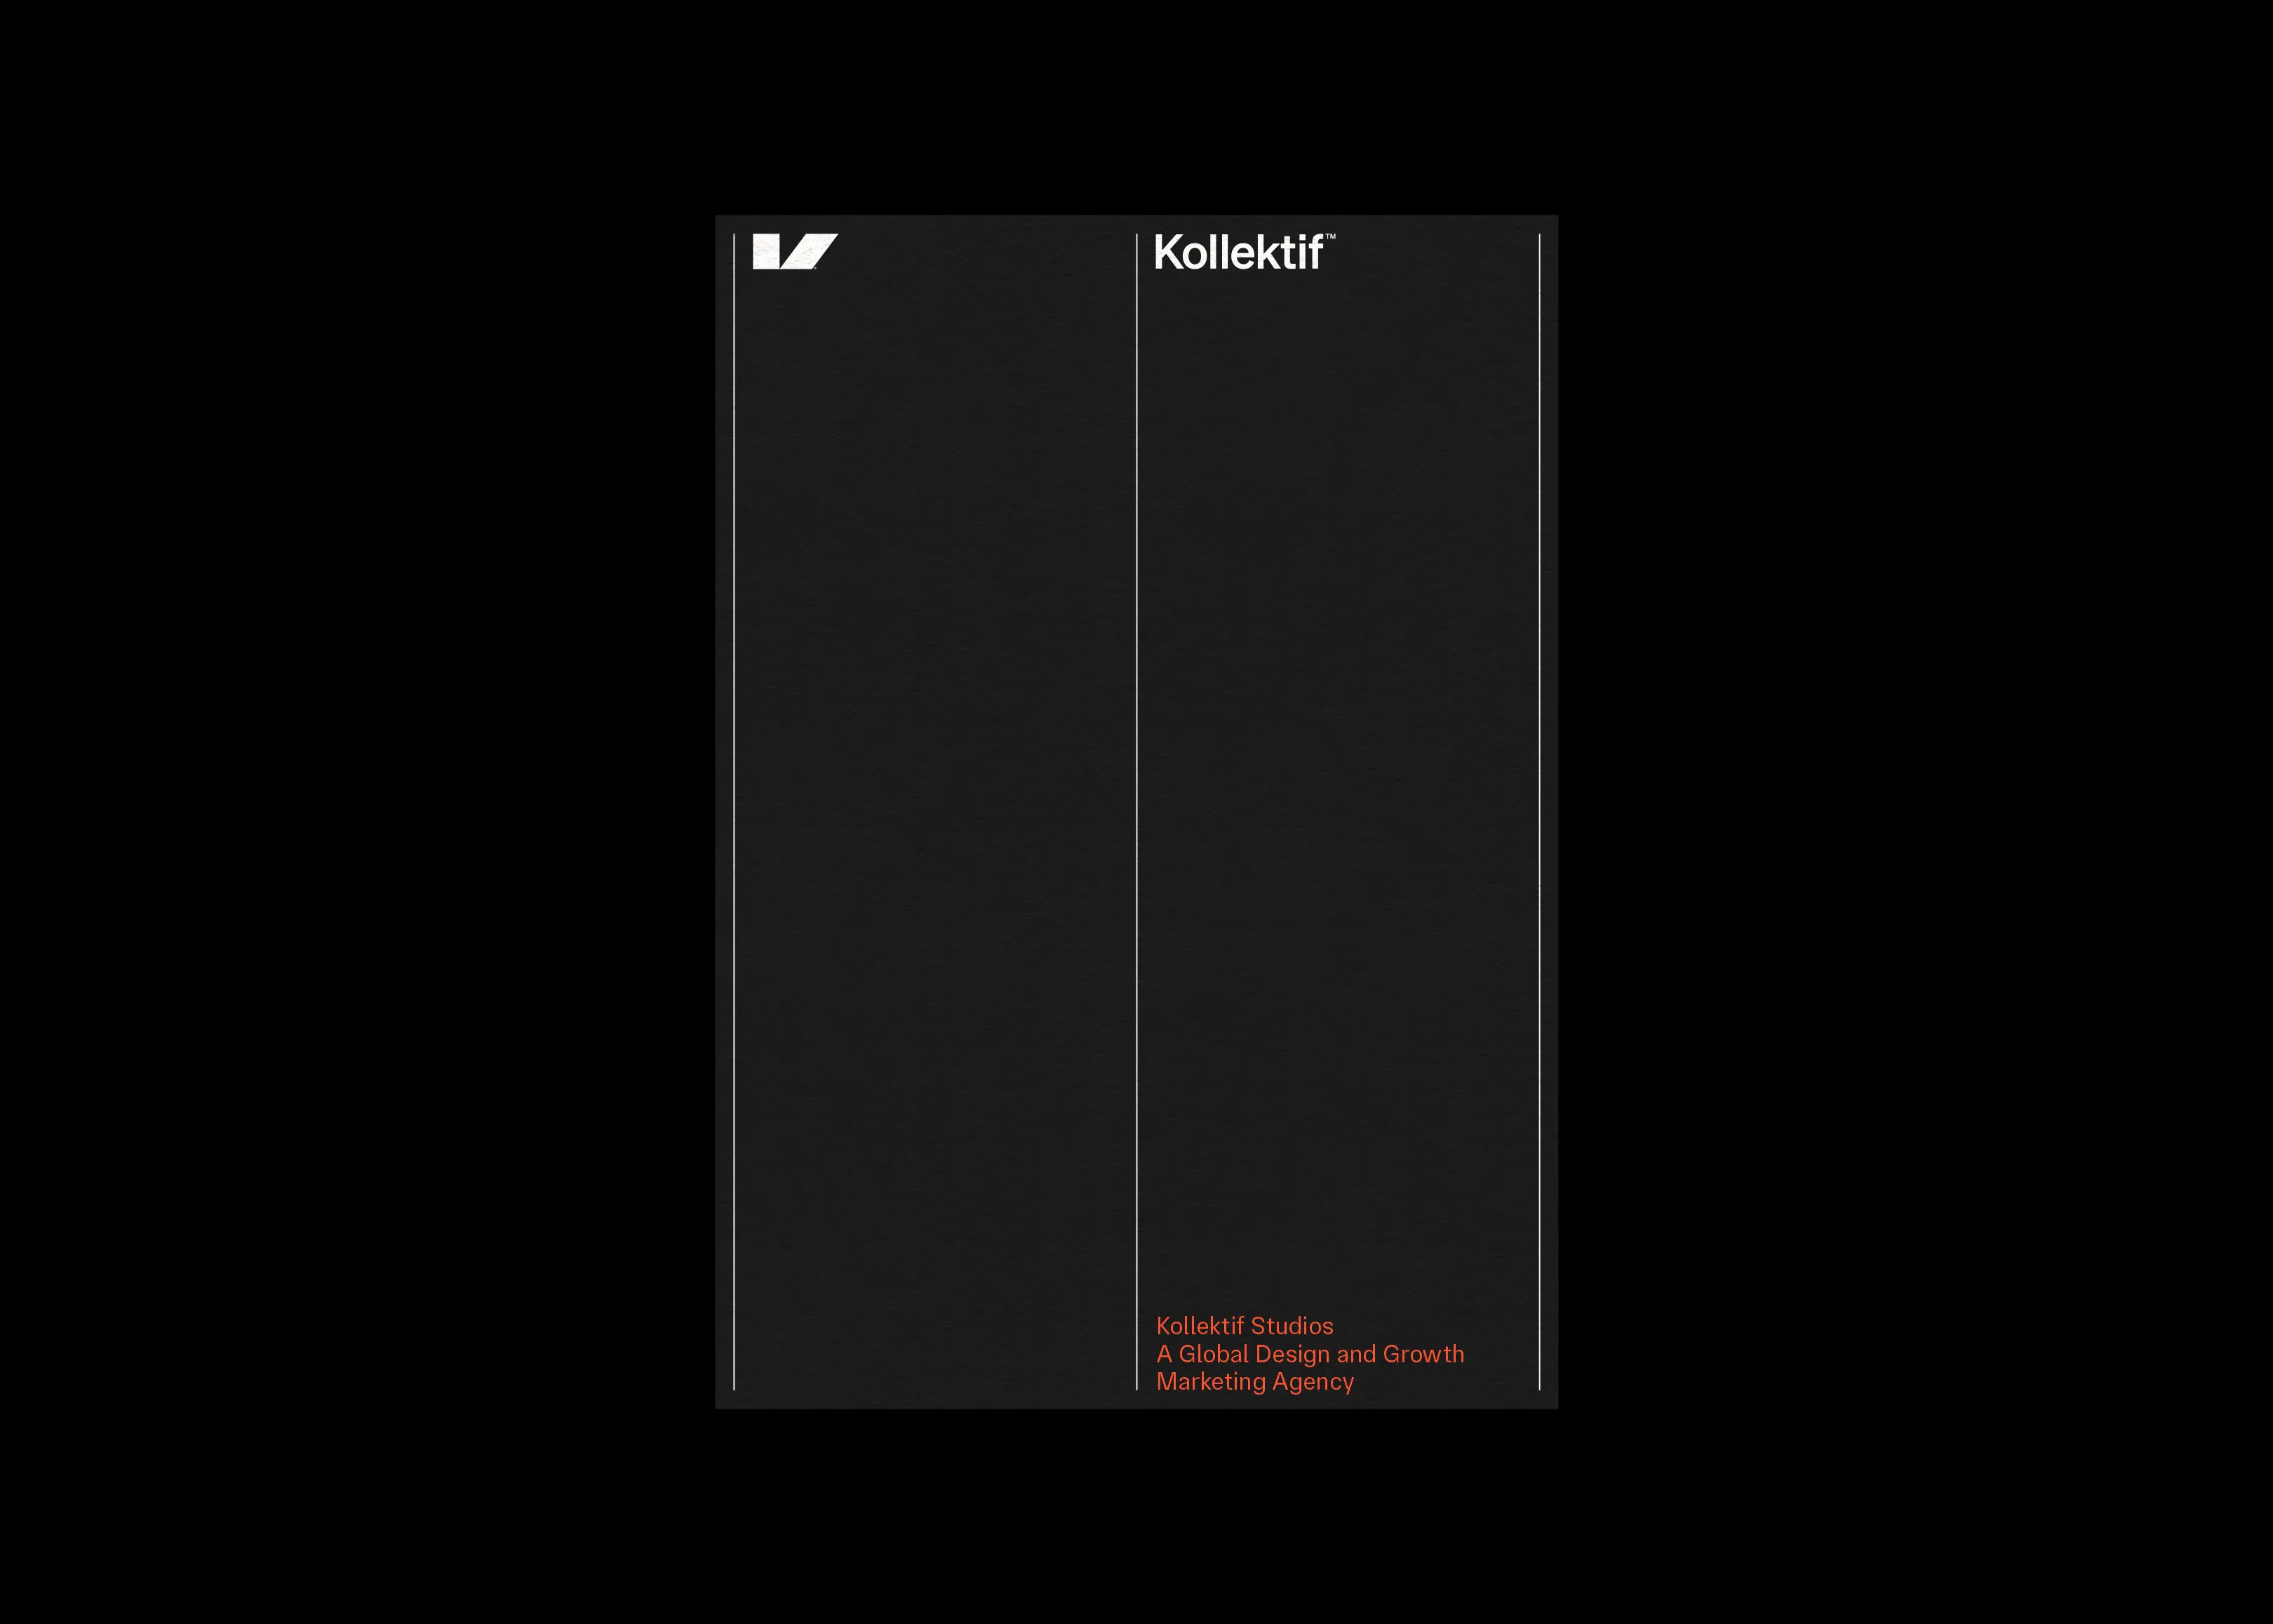 Kollektif™
Kollektif Studios
A Global Design and Growth
Marketing Agency